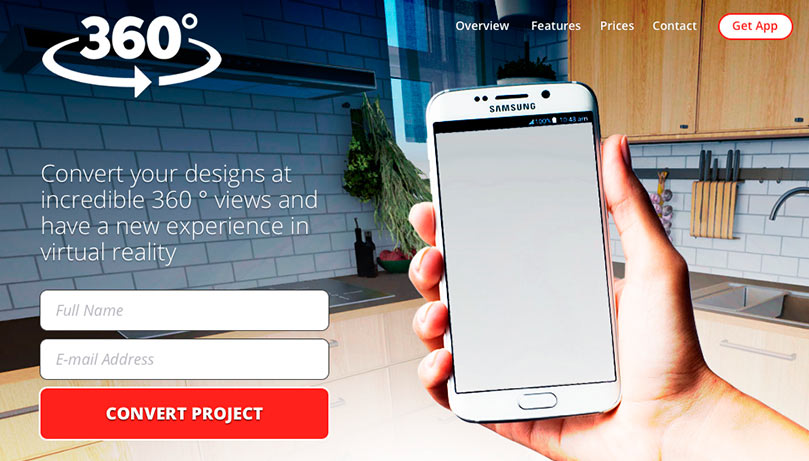 360°
Overview
Features
Prices
Contact
Get App
SAMSUNG
100% 10:43 am
Convert your designs at
incredible 360 ° views and
have a new experience in
virtual reality
Full Name
E-mail Address
CONVERT PROJECT